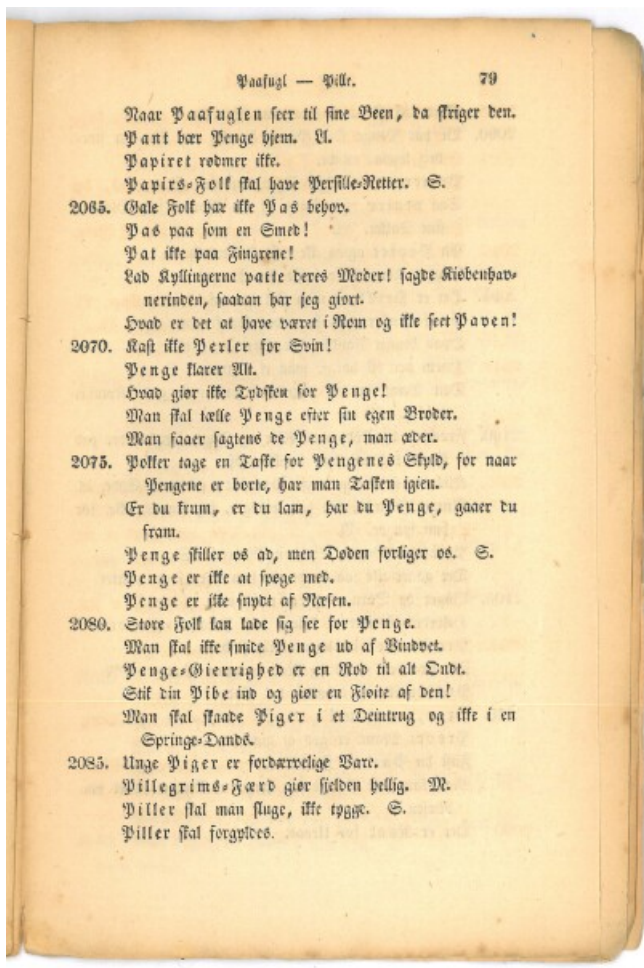 Paafugl — Pille. 79
Naar Paafuglen seer til sine Been, da skriger den.
Pant bær Penge hjem. Ll.
Papiret rødmer ikke.
Papirs-Folk skal have Persille-Retter. S.
2065. Gale Folk har ikke Pas behov.
Pas paa som en Smed!
Pat ikke paa Fingrene!
Lad Kyllingerne patte deres Moder! sagde Kiøbenhav-
nerinden, saadan har jeg giort.
Hvad er det at have været i Rom og ikke seet Paven!
2070. Kast ikke Perler for Svin!
Penge klarer Alt.
Hvad giør ikke Tydsken for Penge!
Man skal tælle Penge efter sin egen Broder.
Man faaer sagtens de Penge, man æder.
2075. Pokker tage en Taske for Pengenes Skyld, for naar
Pengene er borte, har man Tasken igien.
Er du krum, er du lam, har du Penge, gaaer du
fram.
Penge skiller os ad, men Døden forliger os. S.
Penge er ikke at spøge med.
Penge er ikke snydt af Næsen.
2080. Store Folk kan lade sig see for Penge.
Man skal ikke smide Penge ud af Vinduet.
Penge-Gierrighed er en Rod til alt Ondt.
Stik din Pibe ind og giør en Fløite af den!
Man skal skaade Piger i et Deintrug og ikke i en
Springe-Dands.
2085. Unge Piger er fordærvelige Vare.
Pillegrims-Færd giør sielden hellig. M.
Piller skal man sluge, ikke tygge. S.
Piller skal forgyldes.